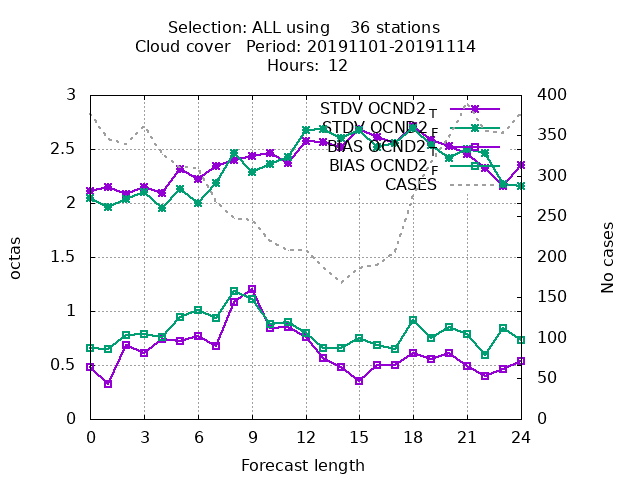 Selection: ALL using 36 stations
Cloud cover Period: 20191101-20191114
Hours: 12
STDV OCND2 T
STDV OCND2 F
BIAS OCND2 T
BIAS OCND2 F
CASES
octas
No cases
3
2.5
2
1.5
1
0.5
0
400
350
300
250
200
150
100
50
0
0 3 6 9 12 15 18 21 24
Forecast length